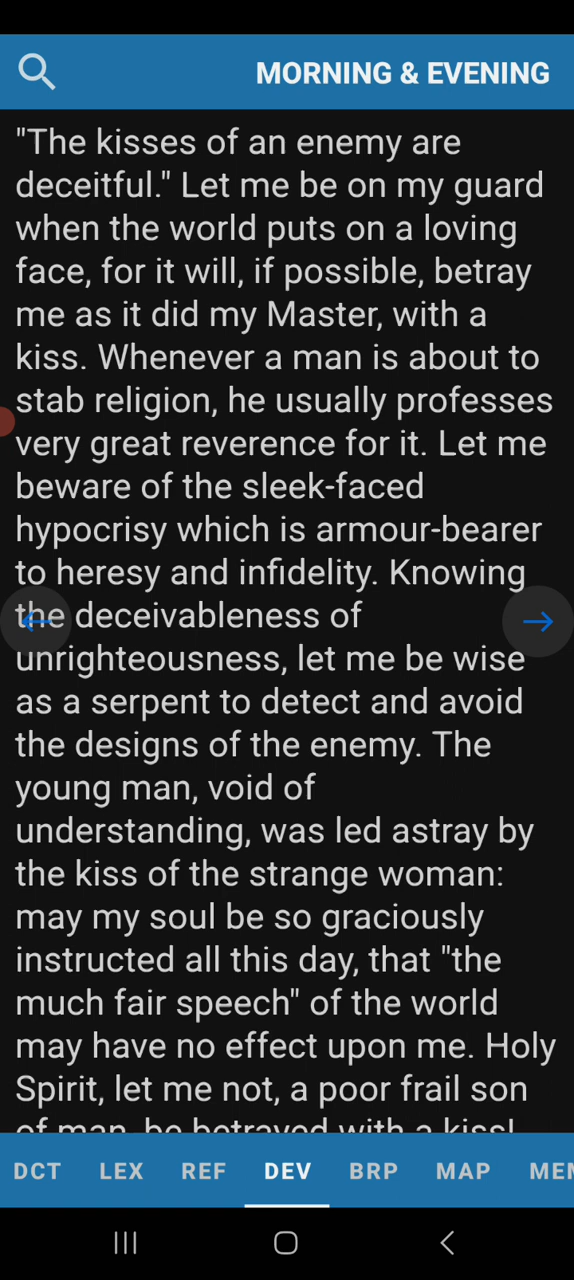 MORNING & EVENING
"The kisses of an enemy are
deceitful." Let me be on my guard
when the world puts on a loving
face, for it will, if possible, betray
me as it did my Master, with a
kiss. Whenever a man is about to
stab religion, he usually professes
very great reverence for it. Let me
beware of the sleek-faced
hypocrisy which is armour-bearer
to heresy and infidelity. Knowing
the deceivableness of
unrighteousness, let me be wise
as a serpent to detect and avoid
the designs of the enemy. The
young man, void of
understanding, was led astray by
the kiss of the strange woman:
may my soul be so graciously
instructed all this day, that "the
much fair speech" of the world
may have no effect upon me. Holy
Spirit, let me not, a poor frail son
of man, be betrayed with a kiss!
DCT LEX REF DEV BRP MAP